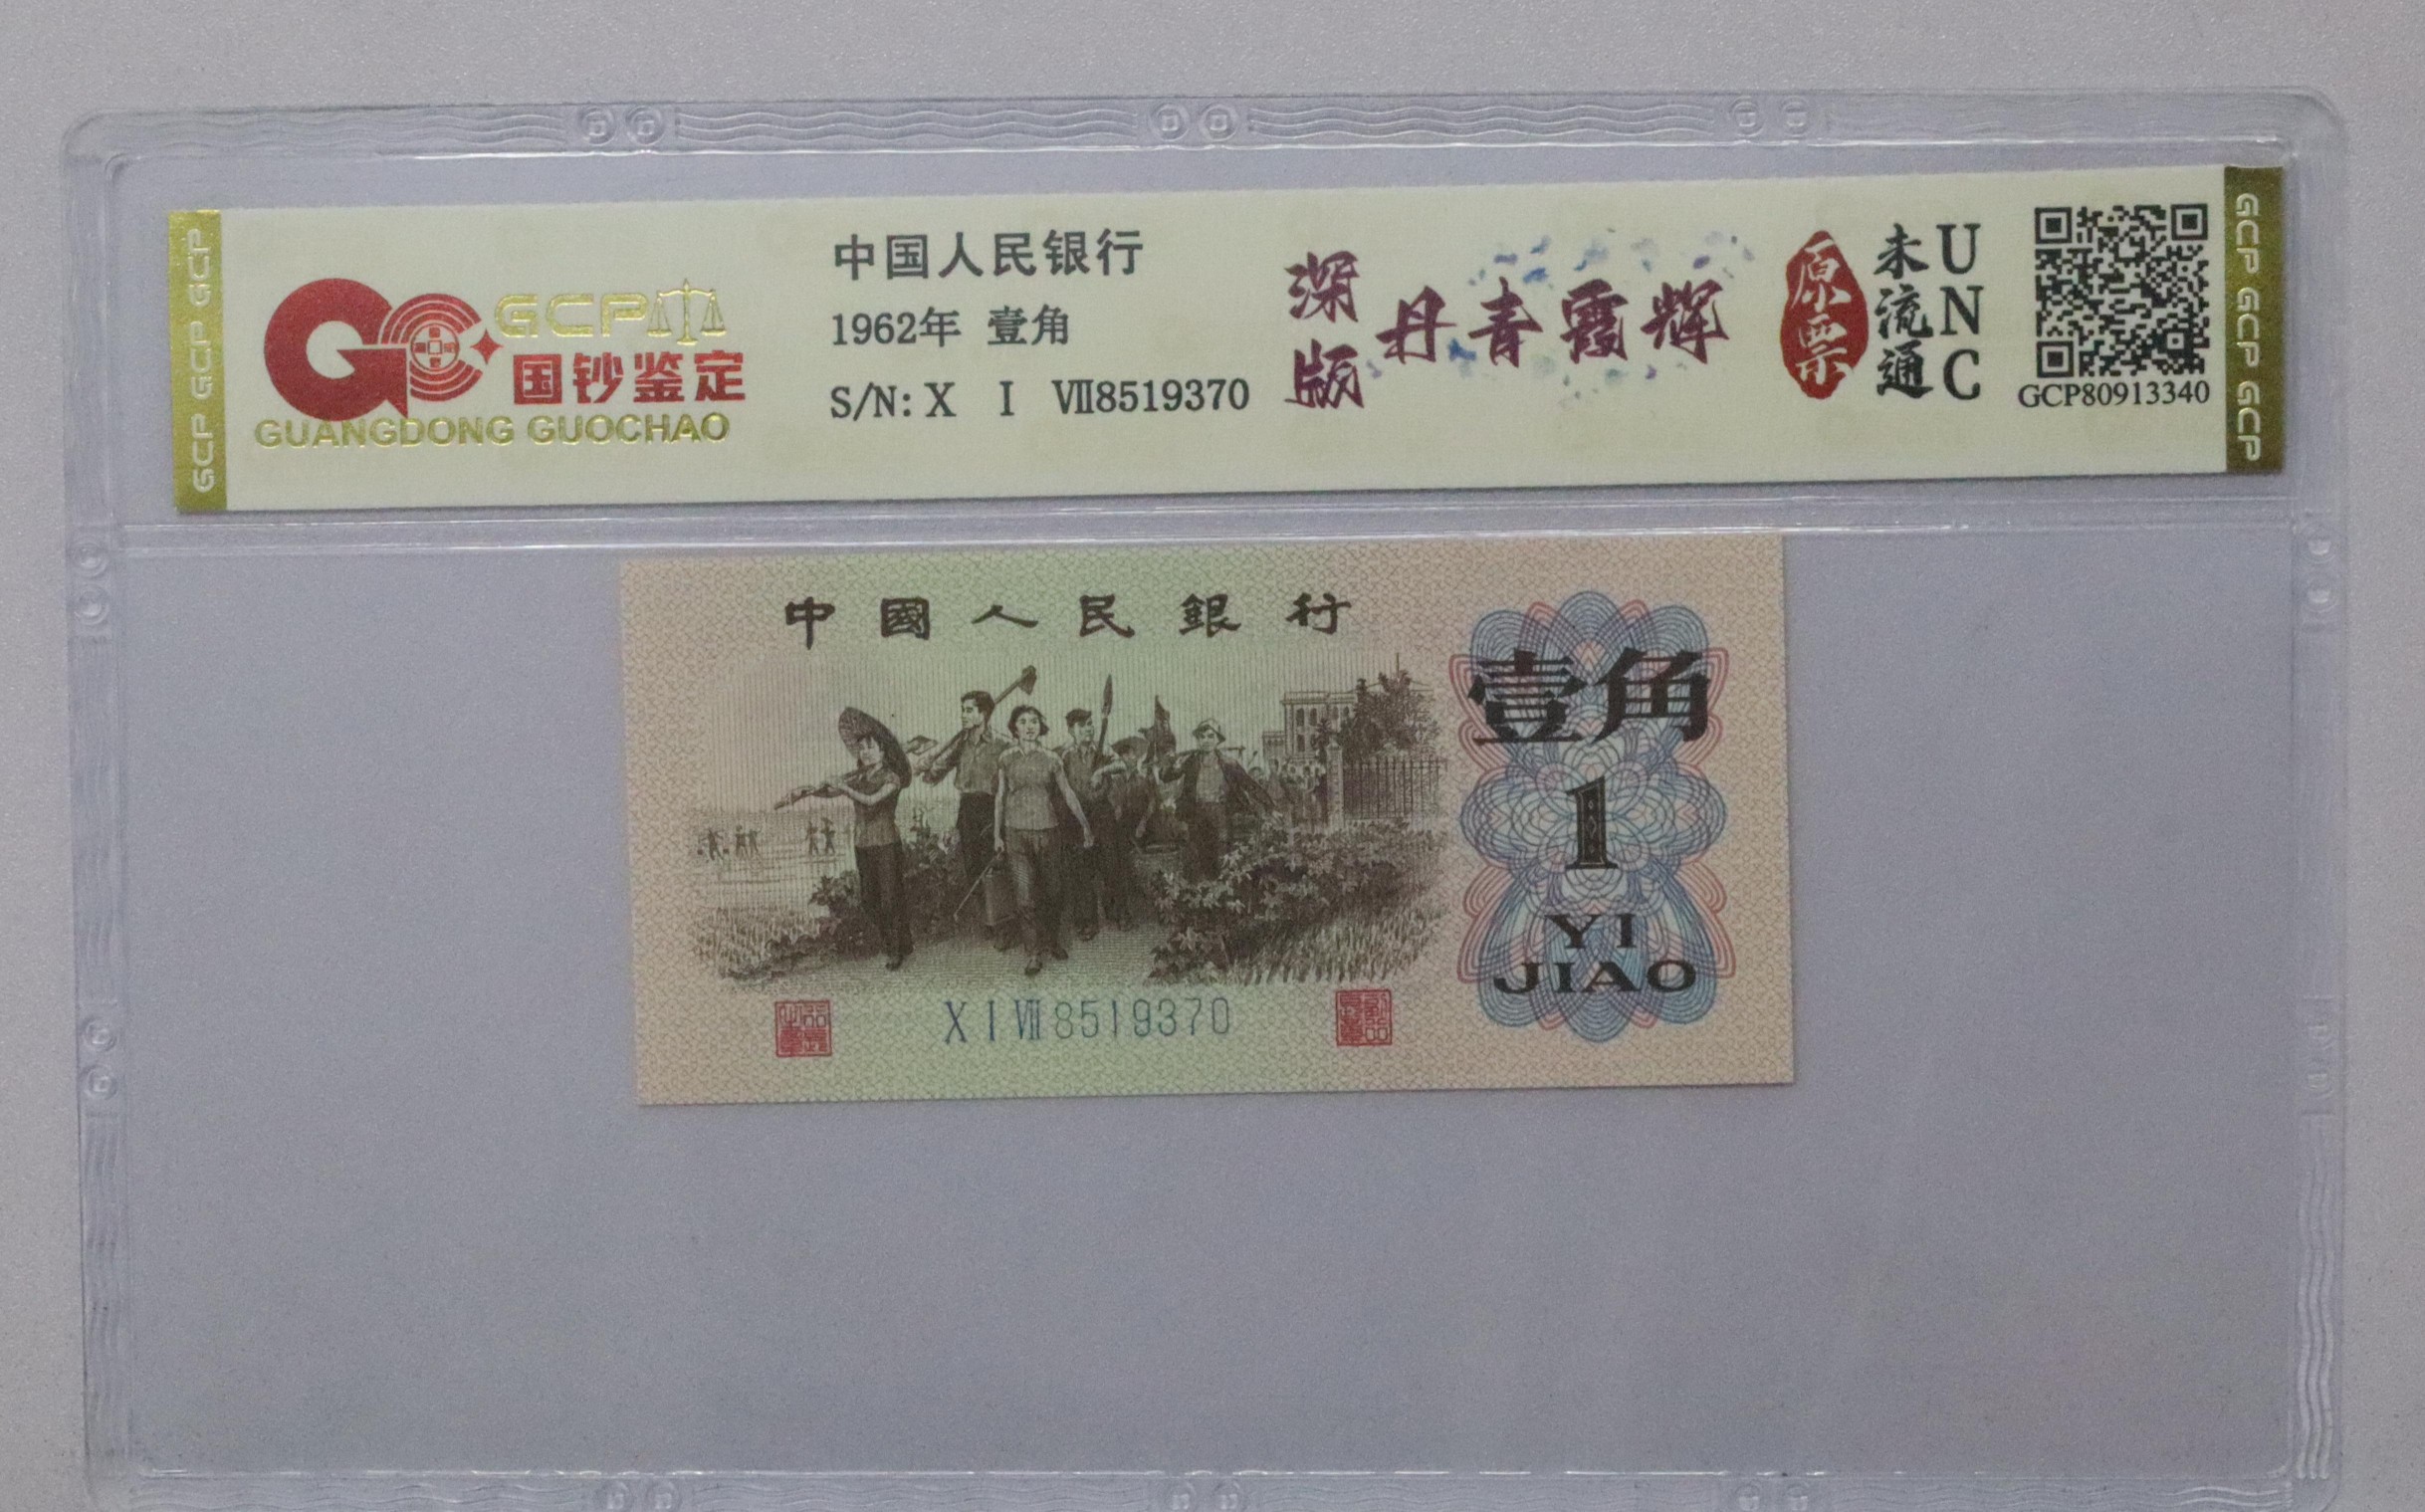 GCP GCP GCP
GCP
国钞鉴定
GUANGDONG GUOCHAO
中国人民银行
1962年 壹角
S/N: X I Ⅶ8519370
深版
丹青霞辉
原票
未流通
UNC
GCP80913340
GCP GCP GCP
中國人民銀行
壹角
1
YI
JIAO
X I Ⅶ 8519370